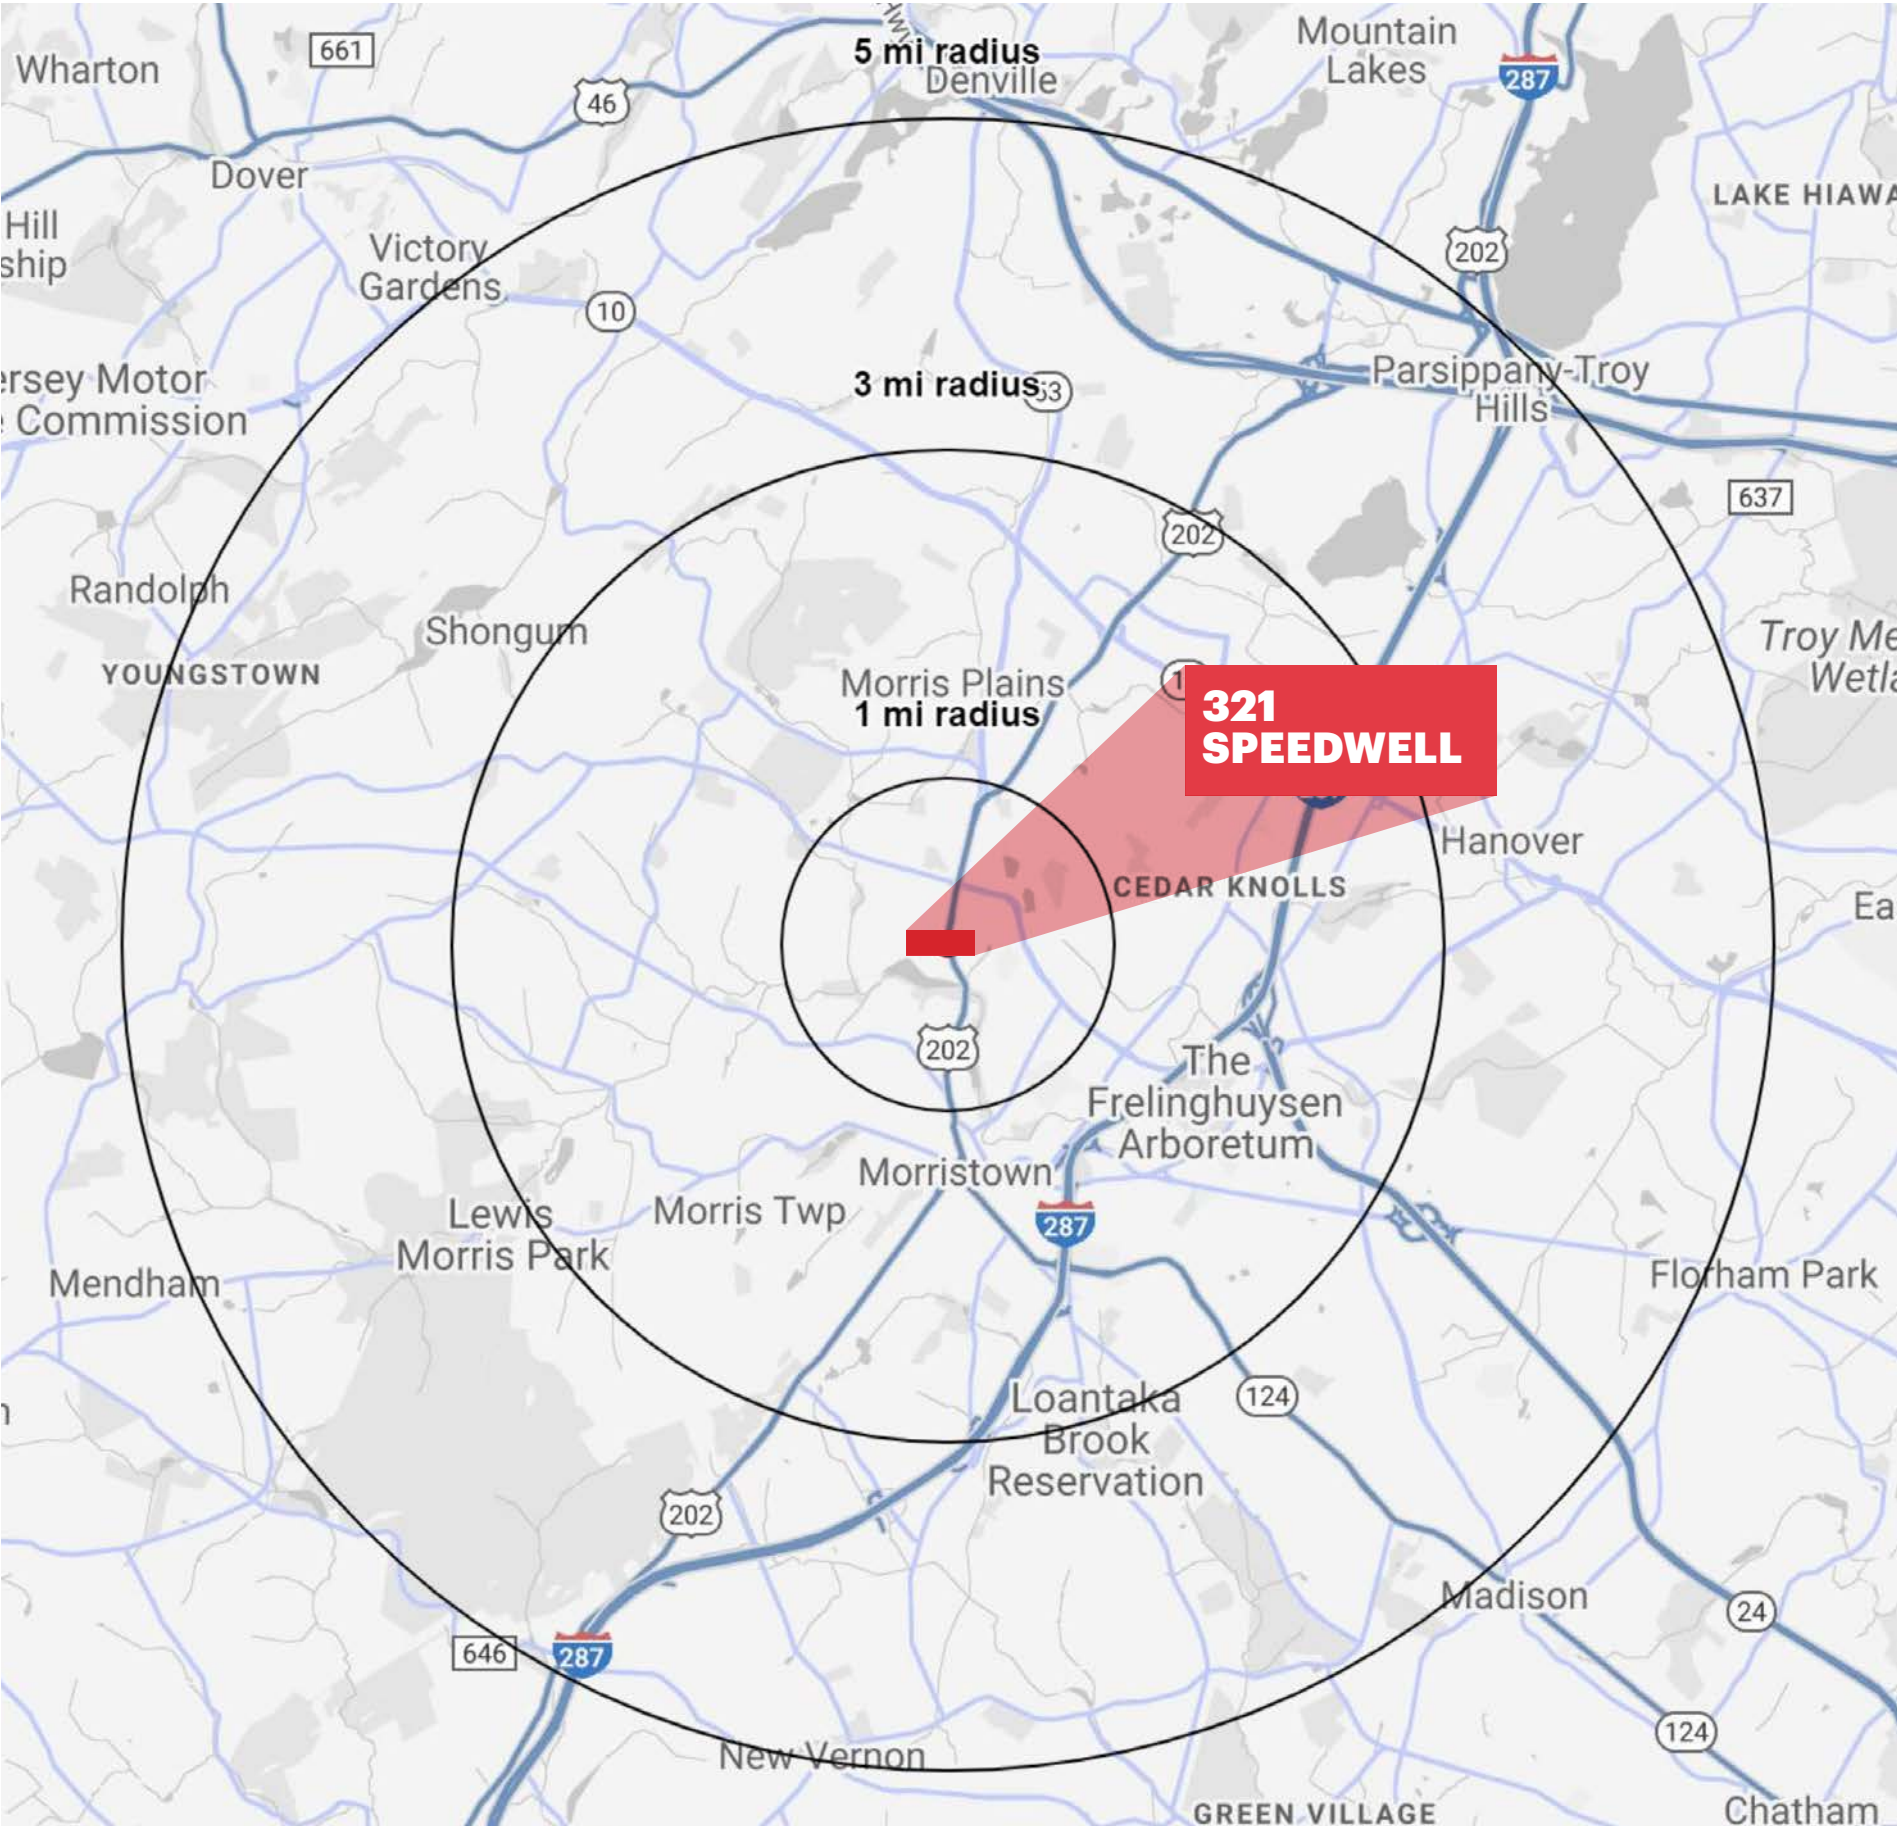 Wharton
661
46
5 mi radius
Denville
Mountain
Lakes
287
Dover
LAKE HIAWA
Hill
ship
Victory
Gardens
10
202
ersey Motor
Commission
3 mi radius
53
Parsippany-Troy
Hills
637
202
Randolph
Shongum
YOUNGSTOWN
Troy Me
Wetla
Morris Plains
1 mi radius
321
SPEEDWELL
Hanover
CEDAR KNOLLS
Ea
202
The
Frelinghuysen
Arboretum
Morristown
Lewis
Morris Park
Morris Twp
287
Mendham
Florham Park
Loantaka
Brook
Reservation
124
202
Madison
24
646
287
New Vernon
124
GREEN VILLAGE
Chatham